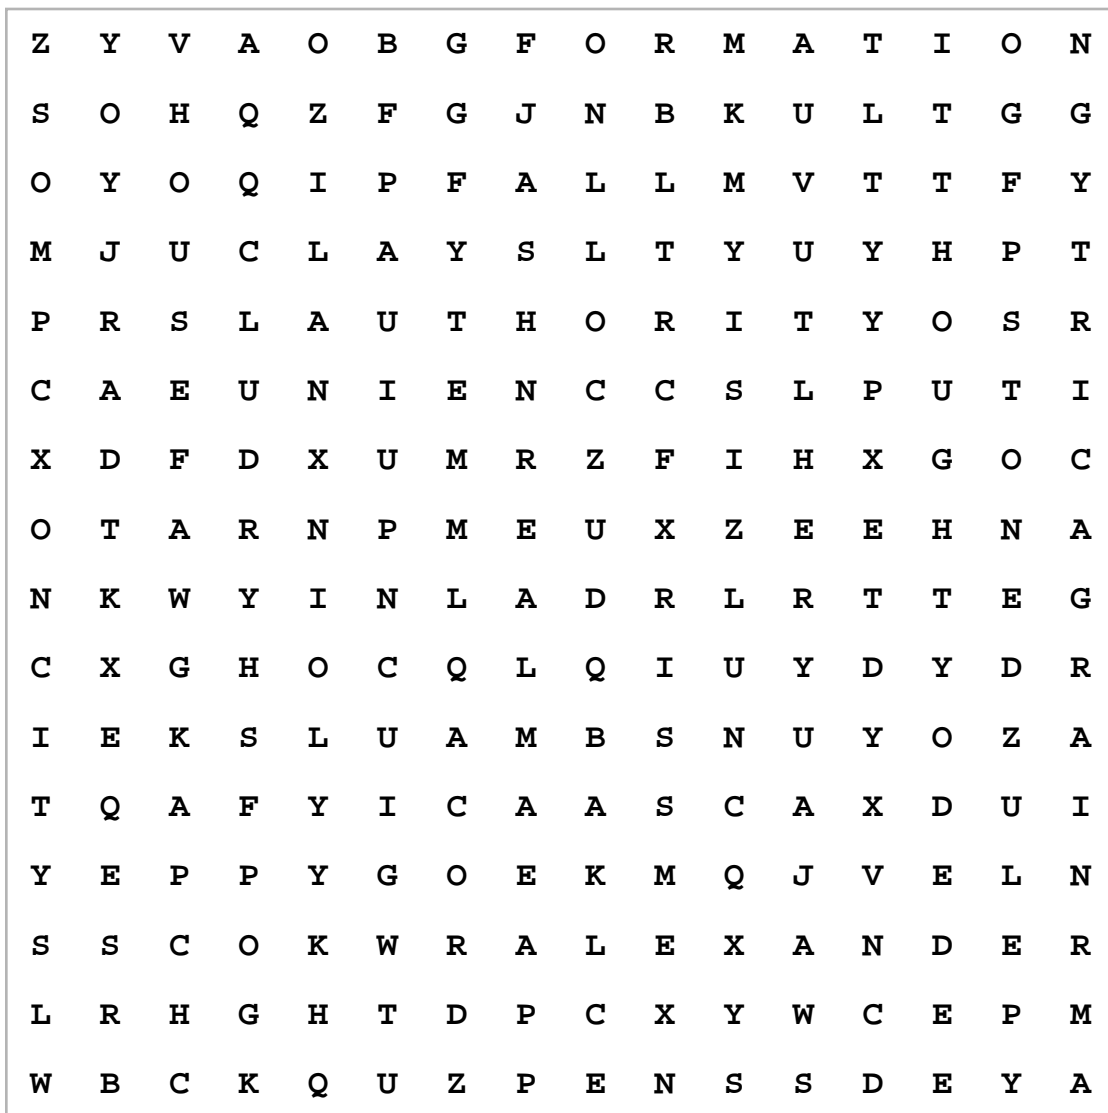 Z Y V A O B G F O R M A T I O N
S O H Q Z F G J N B K U L T G G
O Y O Q I P F A L L M V T T F Y
M J U C L A Y S L T Y U Y H P T
P R S L A U T H O R I T Y O S R
C A E U N I E N C C S L P U T I
X D F D X U M R Z F I H X G O C
O T A R N P M E U X Z E E H N A
N K W Y I N L A D R L R T T E G
C X G H O C Q L Q I U Y D Y D R
I E K S L U A M B S N U Y O Z A
T Q A F Y I C A A S C A X D U I
Y E P P Y G O E K M Q J V E L N
S S C O K W R A L E X A N D E R
L R H G H T D P C X Y W C E P M
W B C K Q U Z P E N S S D E Y A